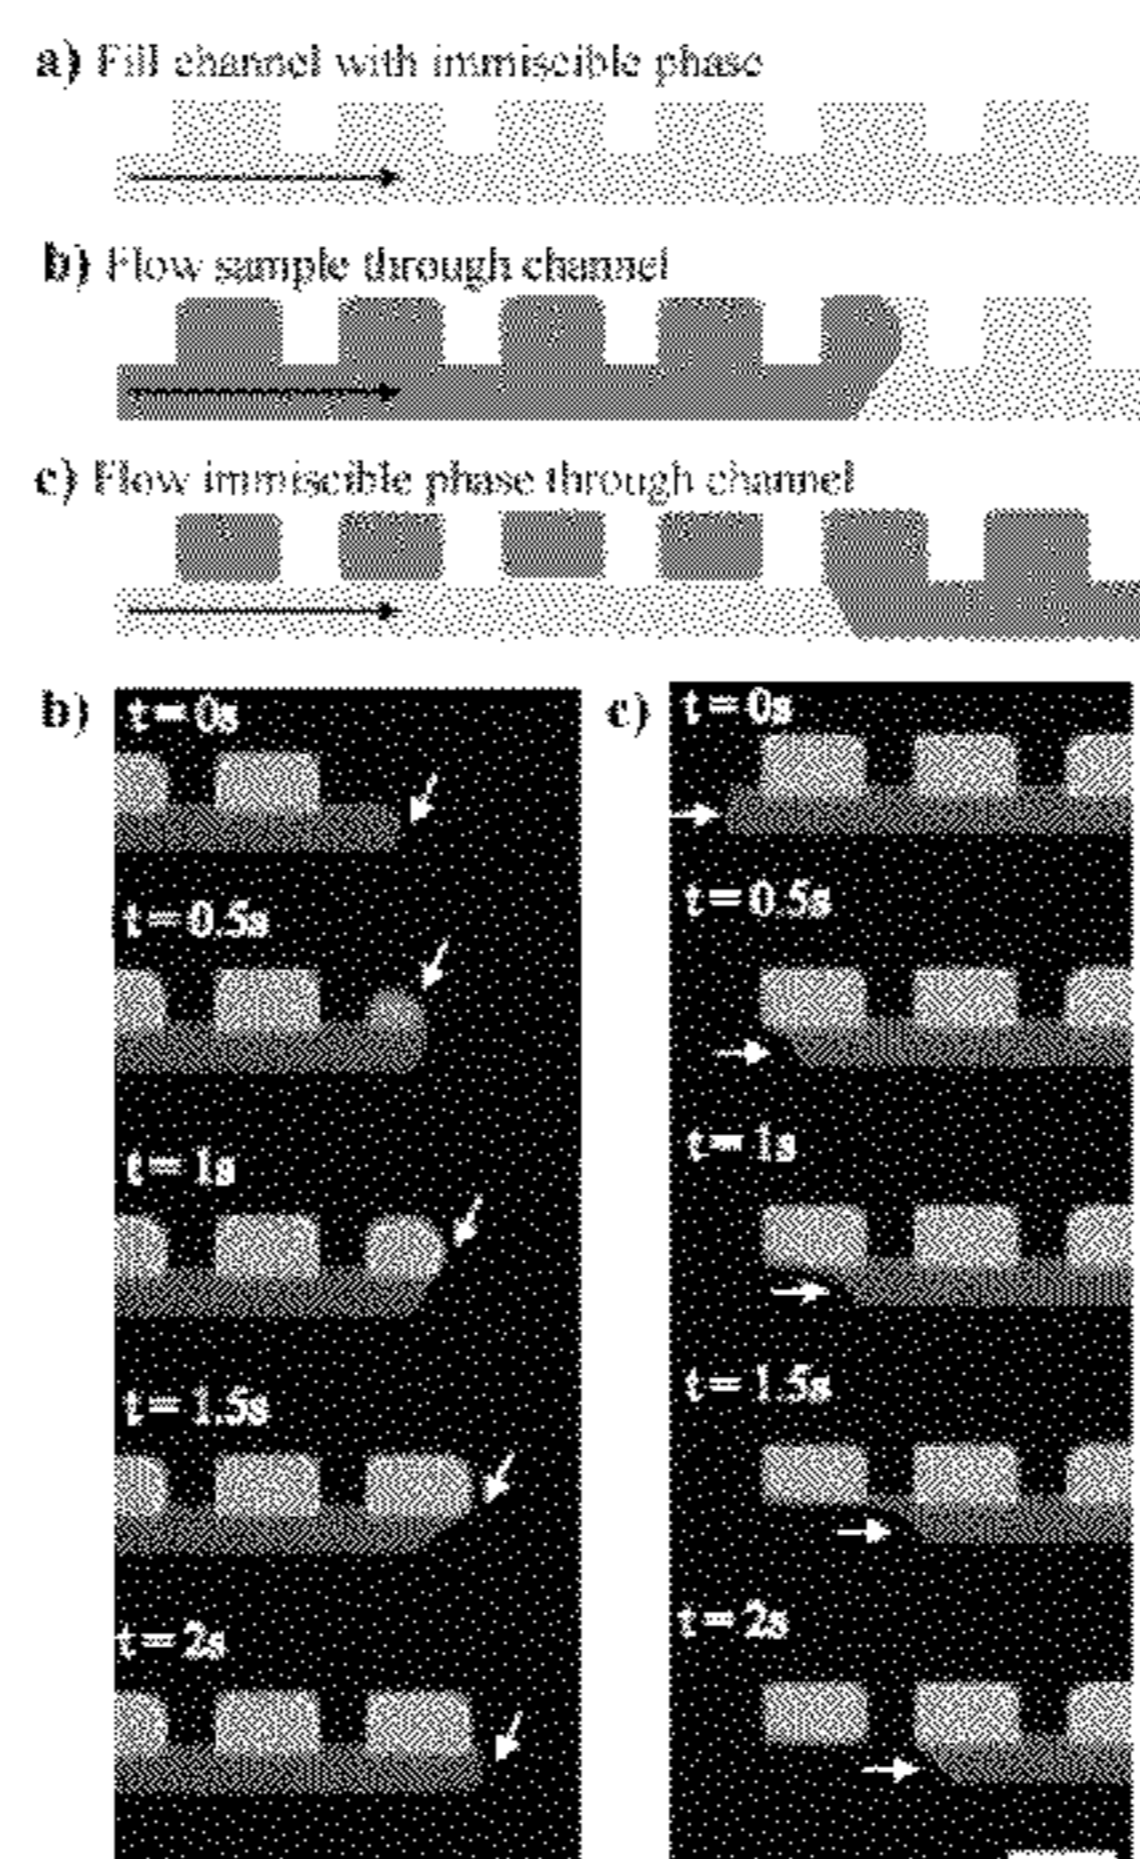 a) Fill channel with immiscible phase
b) Flow sample through channel
c) Flow immiscible phase through channel
b)
t = 0s
t = 0.5s
t = 1s
t = 1.5s
t = 2s
c)
t = 0s
t = 0.5s
t = 1s
t = 1.5s
t = 2s